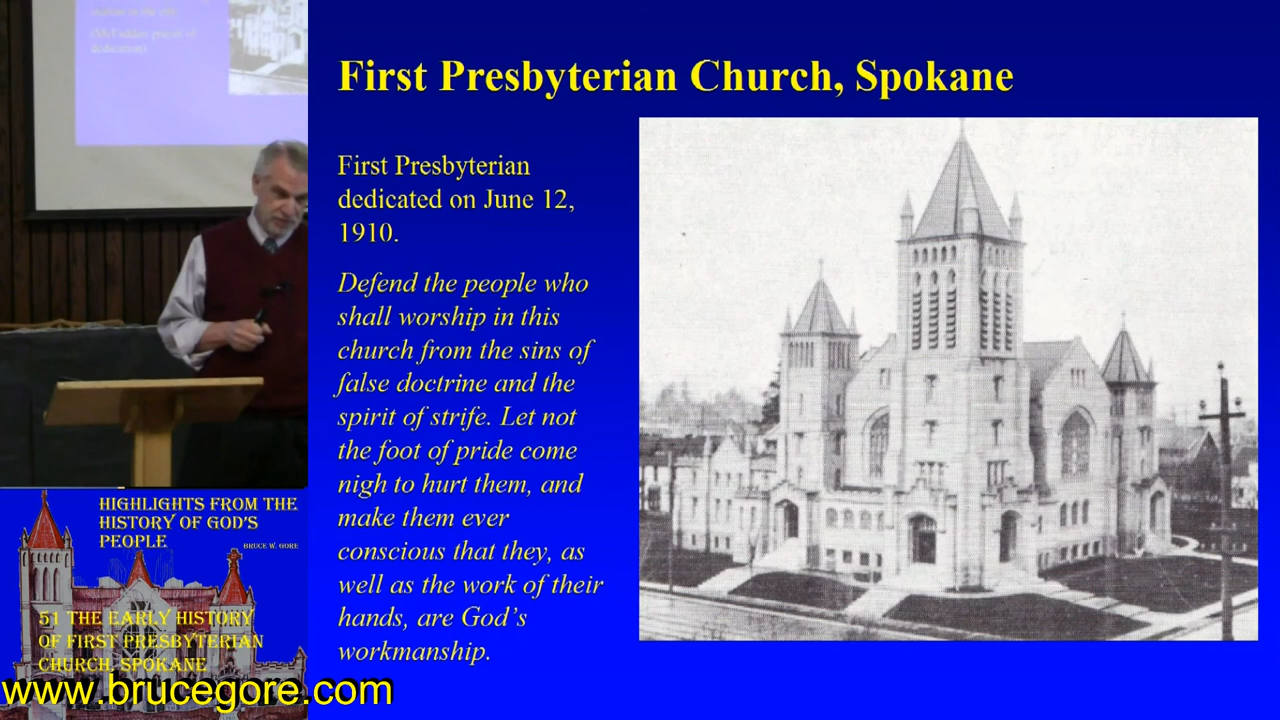 (McFadden prayer of
dedication)
First Presbyterian Church, Spokane
First Presbyterian
dedicated on June 12,
1910.
Defend the people who
shall worship in this
church from the sins of
false doctrine and the
spirit of strife. Let not
the foot of pride come
nigh to hurt them, and
make them ever
conscious that they, as
well as the work of their
hands, are God's
workmanship.
HIGHLIGHTS FROM THE
HISTORY OF GOD'S
PEOPLE
BRUCE W. GORE
51 THE EARLY HISTORY
OF FIRST PRESBYTERIAN
CHURCH, SPOKANE
www.brucegore.com